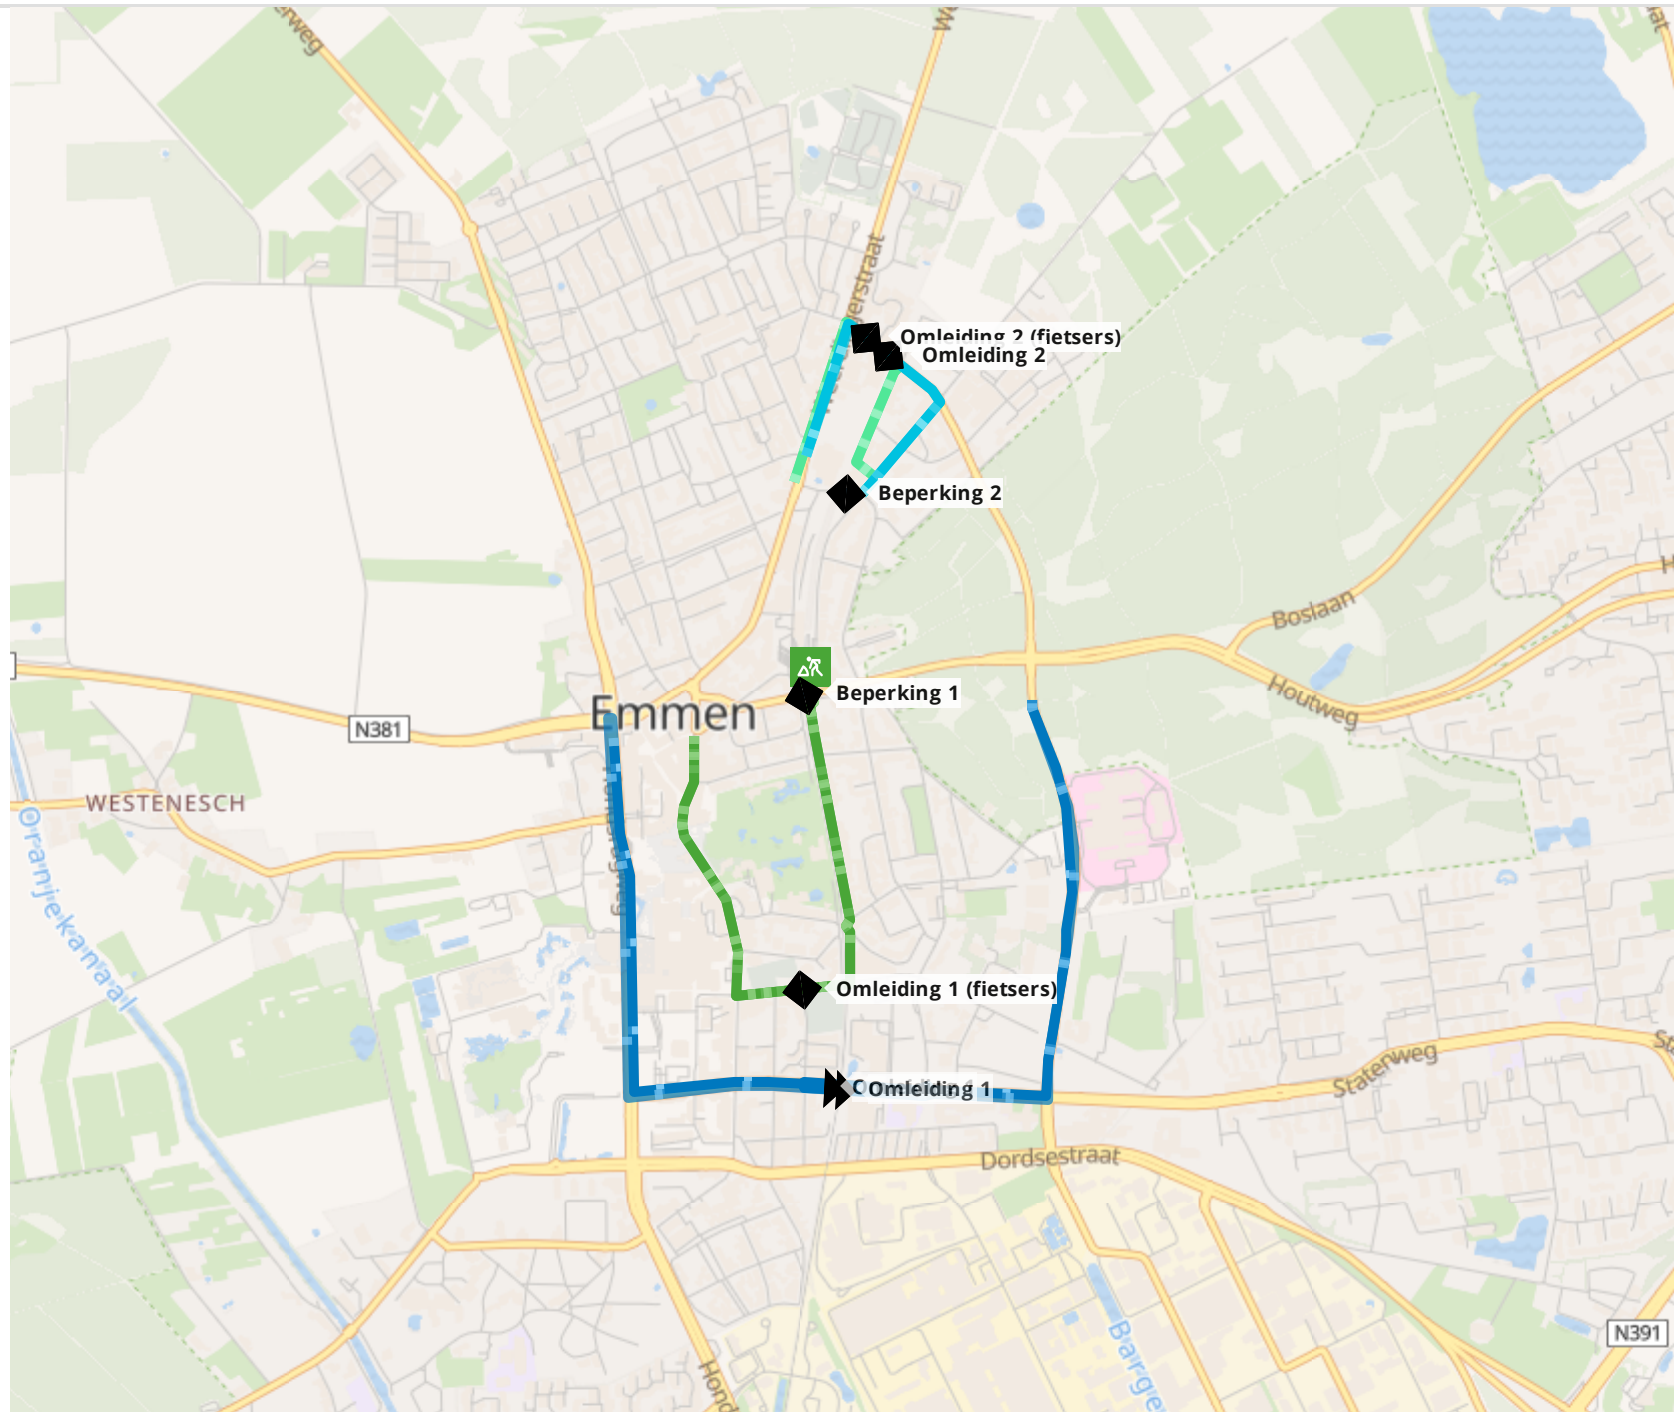 Omleiding 2 (fietsers)
Omleiding 2
Beperking 2
Boslaan
Houtweg
Beperking 1
Emmen
N381
WESTENESCH
Oranjekanaal
Omleiding 1 (fietsers)
Omleiding 1
Staterweg
Dordsestraat
N391